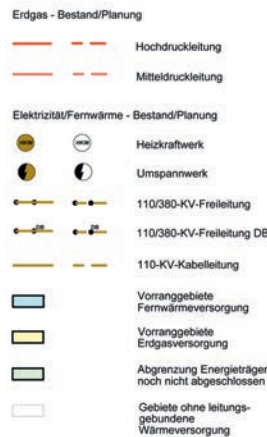 Erdgas - Bestand/Planung
Hochdruckleitung
Mitteldruckleitung
Elektrizität/Fernwärme - Bestand/Planung
HKW HKW Heizkraftwerk
Umspannwerk
110/380-KV-Freileitung
DB DB 110/380-KV-Freileitung DB
110-KV-Kabelleitung
Vorranggebiete
Fernwärmeversorgung
Vorranggebiete
Erdgasversorgung
Abgrenzung Energieträger
noch nicht abgeschlossen
Gebiete ohne leitungs-
gebundene
Wärmeversorgung